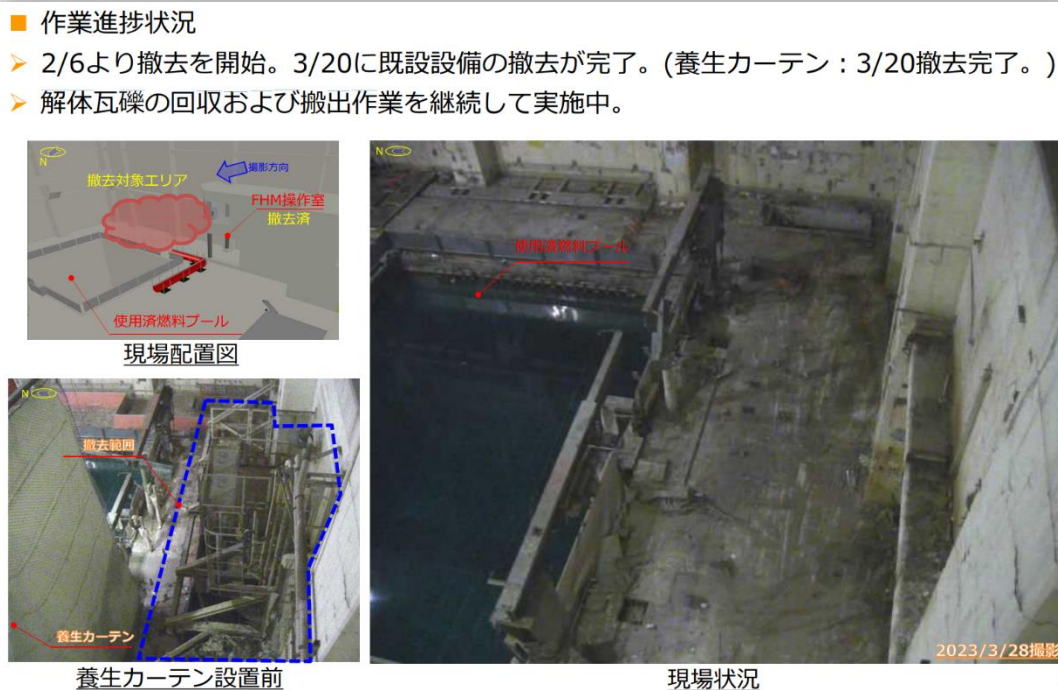 ■ 作業進捗状況
➢ 2/6より撤去を開始。3/20に既設設備の撤去が完了。(養生カーテン：3/20撤去完了。)
➢ 解体瓦礫の回収および搬出作業を継続して実施中。
N
撮影方向
撤去対象エリア
FHM操作室
撤去済
使用済燃料プール
現場配置図
N
撤去範囲
養生カーテン
養生カーテン設置前
N
使用済燃料プール
2023/3/28撮影
現場状況